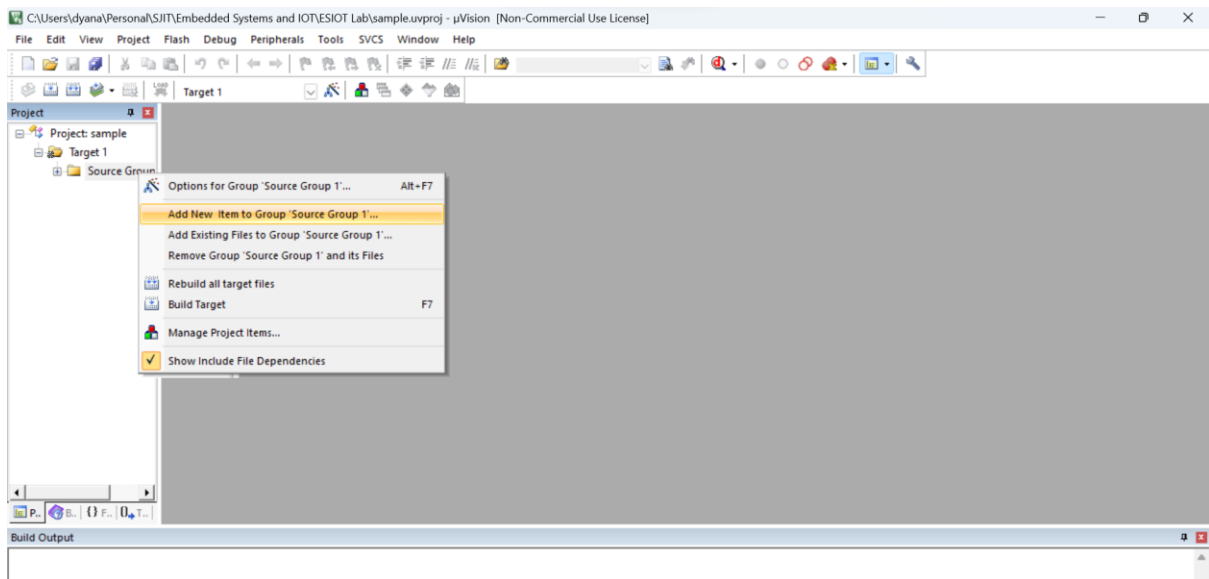 C:\Users\dyana\Personal\SJIT\Embedded Systems and IOT\ESIOT Lab\sample.uvproj - µVision [Non-Commercial Use License]
File Edit View Project Flash Debug Peripherals Tools SVCS Window Help
LOAD Target 1
Project
Project: sample
Target 1
Source Group
Options for Group 'Source Group 1'... Alt+F7
Add New Item to Group 'Source Group 1'...
Add Existing Files to Group 'Source Group 1'...
Remove Group 'Source Group 1' and its Files
Rebuild all target files
Build Target F7
Manage Project Items...
Show Include File Dependencies
P... B... {} F... 0 T...
Build Output